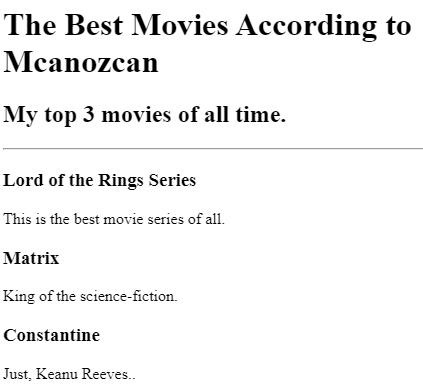 The Best Movies According to
Mcanozcan
My top 3 movies of all time.
Lord of the Rings Series
This is the best movie series of all.
Matrix
King of the science-fiction.
Constantine
Just, Keanu Reeves..